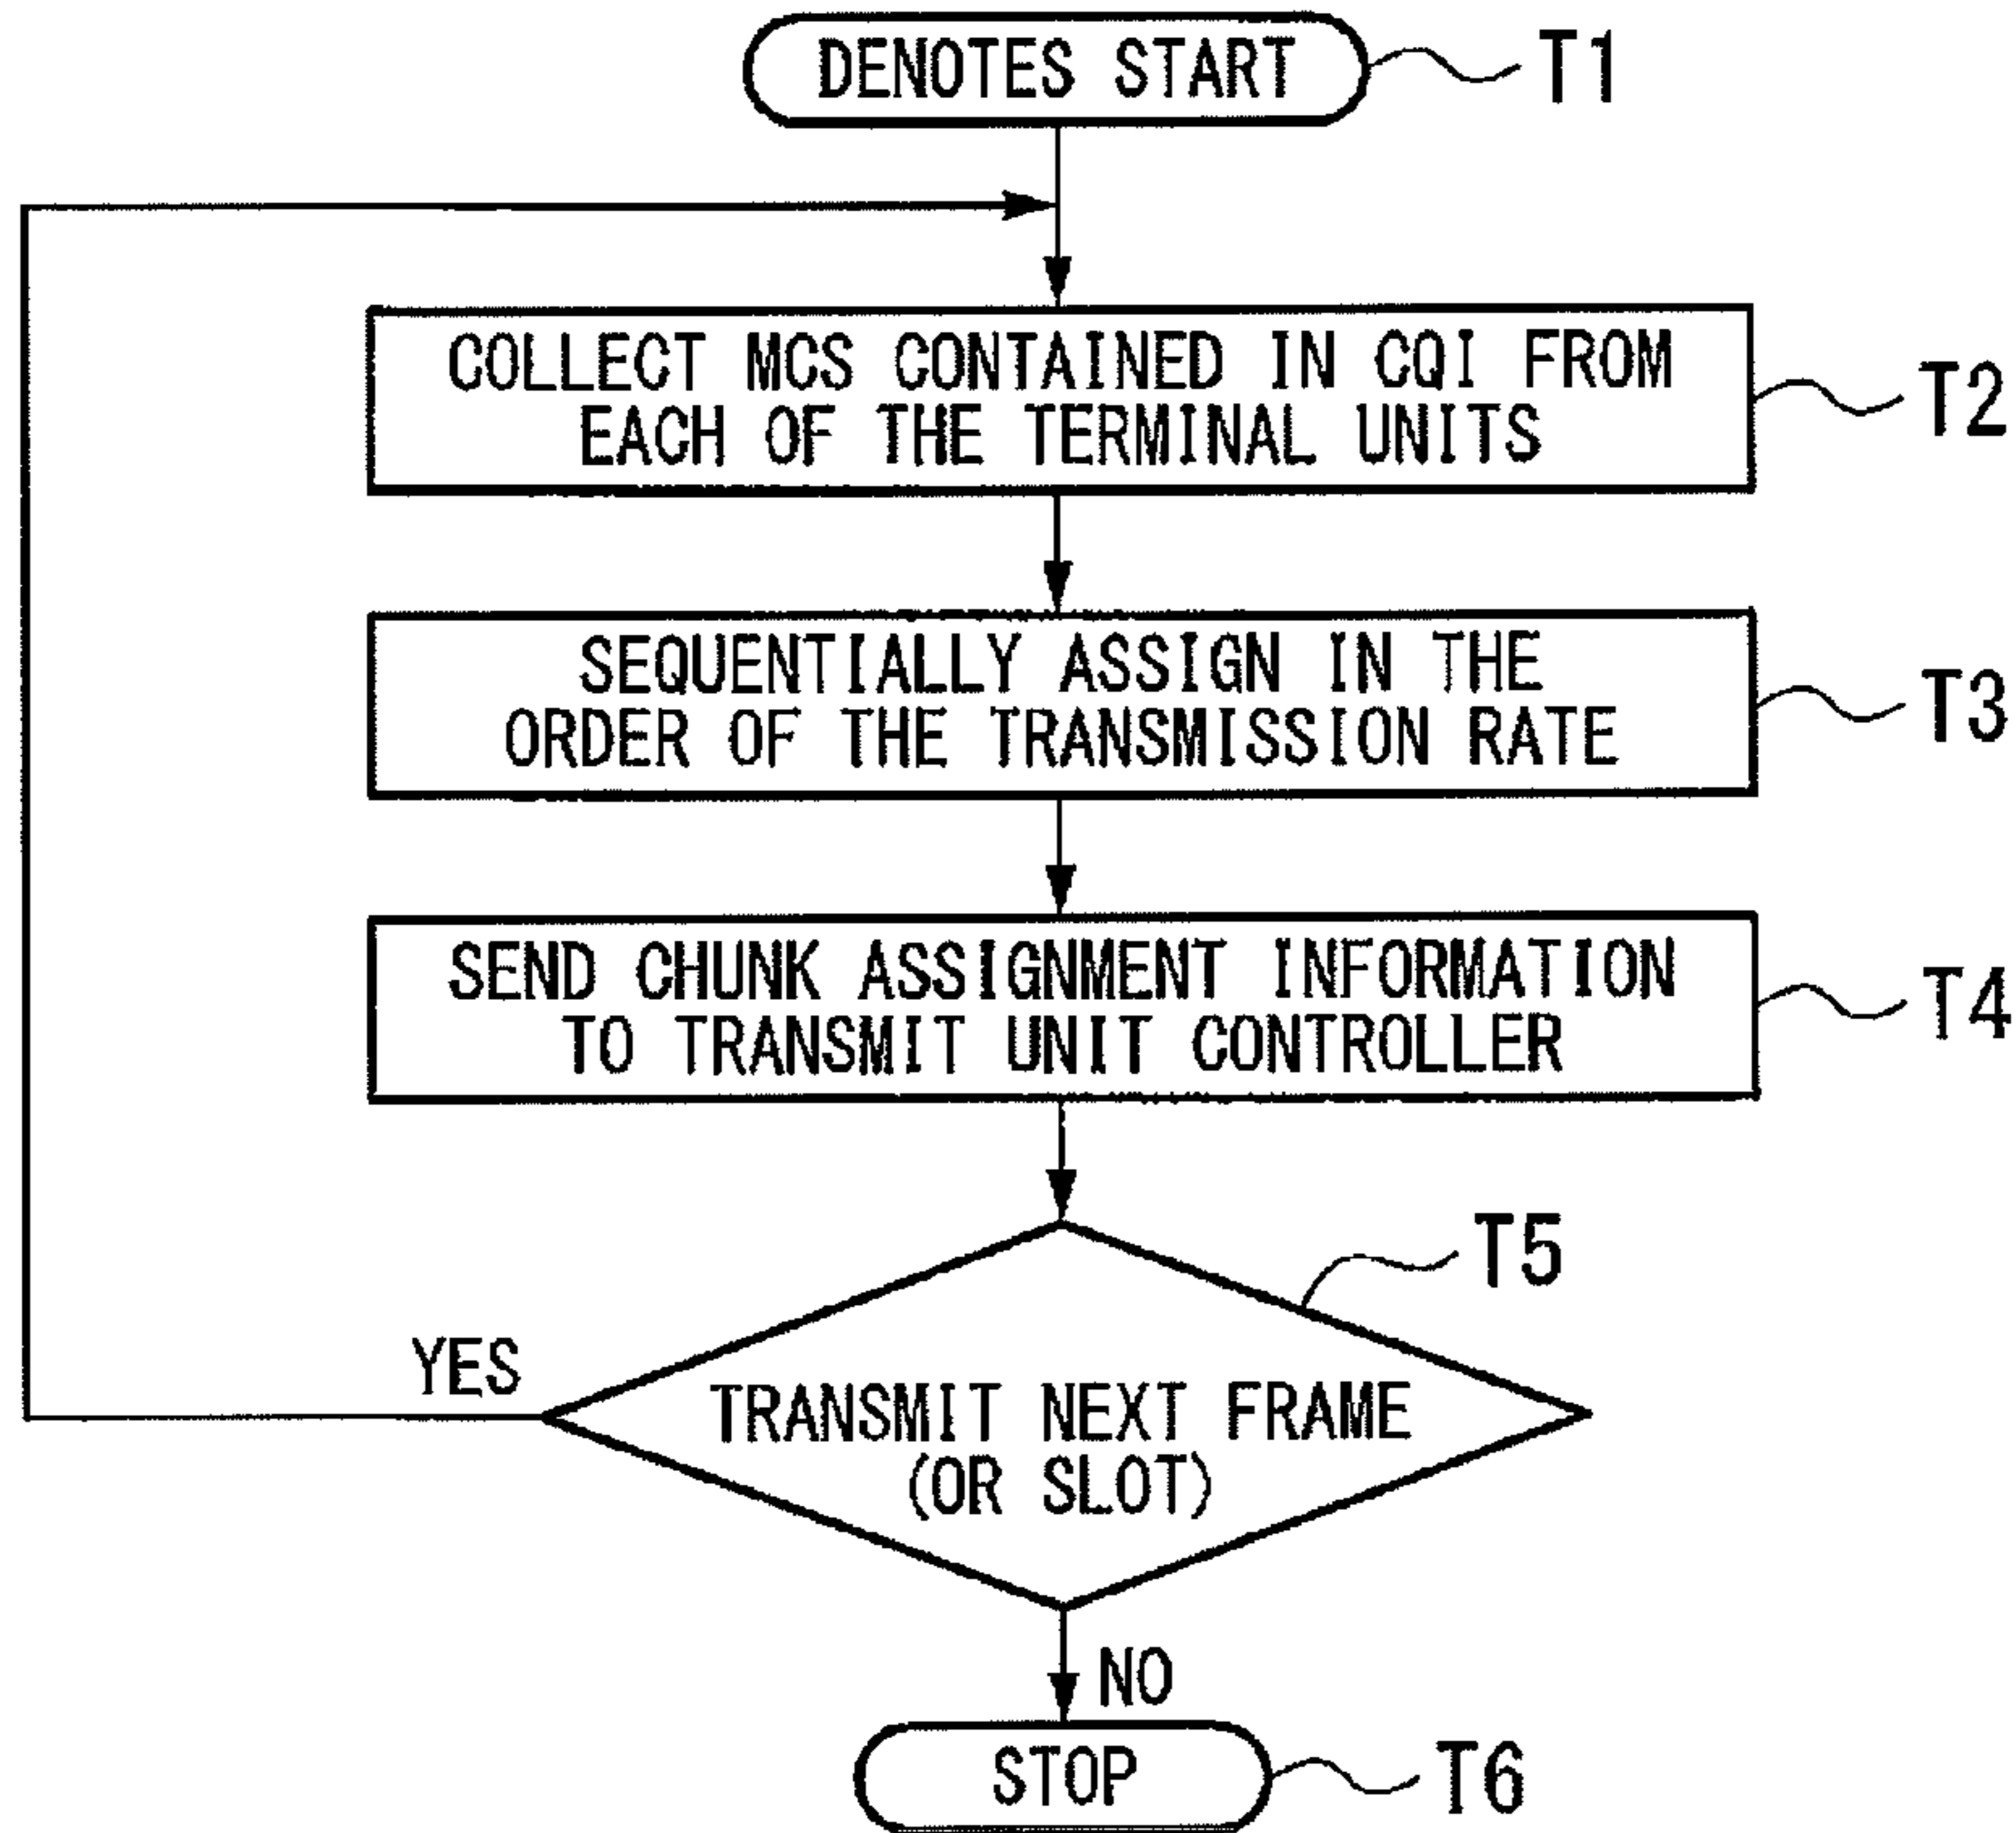 DENOTES START
T1
COLLECT MCS CONTAINED IN CQI FROM
EACH OF THE TERMINAL UNITS
T2
SEQUENTIALLY ASSIGN IN THE
ORDER OF THE TRANSMISSION RATE
T3
SEND CHUNK ASSIGNMENT INFORMATION
TO TRANSMIT UNIT CONTROLLER
T4
T5
YES
TRANSMIT NEXT FRAME
(OR SLOT)
NO
STOP
T6